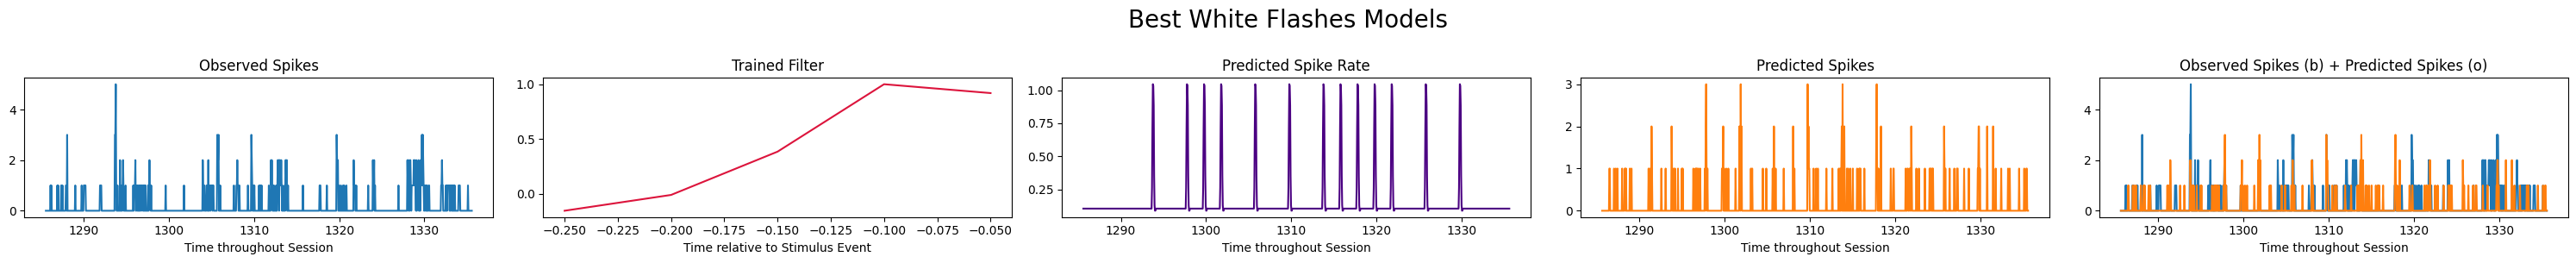 Best White Flashes Models
Observed Spikes
4
2
0
1290 1300 1310 1320 1330
Time throughout Session
Trained Filter
1.0
0.5
0.0
−0.250 −0.225 −0.200 −0.175 −0.150 −0.125 −0.100 −0.075 −0.050
Time relative to Stimulus Event
Predicted Spike Rate
1.00
0.75
0.50
0.25
1290 1300 1310 1320 1330
Time throughout Session
Predicted Spikes
3
2
1
0
1290 1300 1310 1320 1330
Time throughout Session
Observed Spikes (b) + Predicted Spikes (o)
4
2
0
1290 1300 1310 1320 1330
Time throughout Session